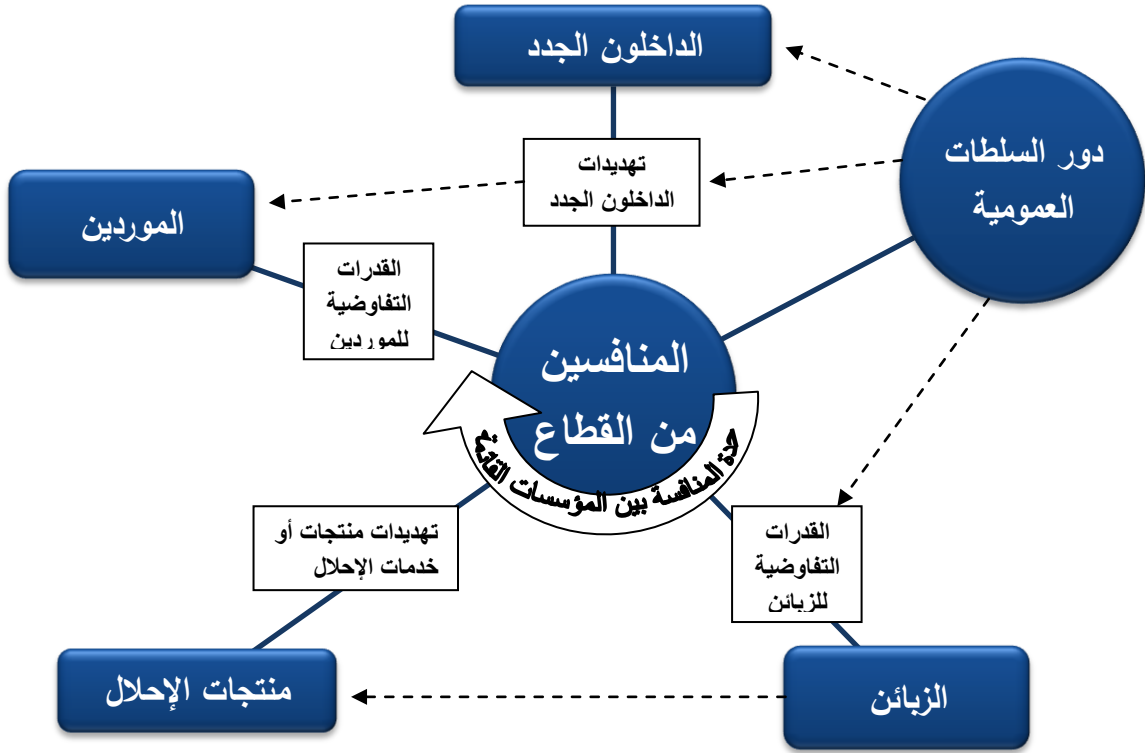 الداخلون الجدد
دور السلطات
العمومية
تهديدات
الداخلون الجدد
الموردين
القدرات
التفاوضية
للموردين
المنافسين
من القطاع
حدة المنافسة بين المؤسسات القائمة
تهديدات منتجات أو
خدمات الإحلال
القدرات
التفاوضية
للزبائن
منتجات الإحلال
الزبائن